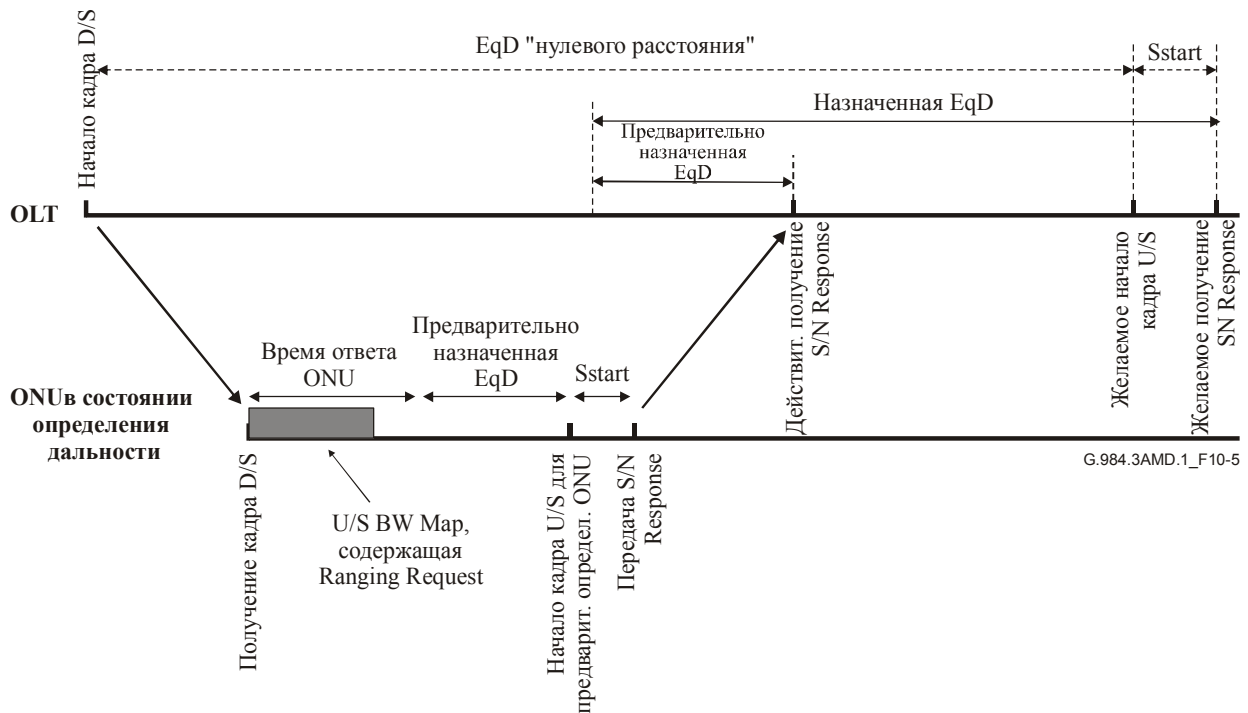 Начало кадра D/S
EqD "нулевого расстояния"
Sstart
Назначенная EqD
Предварительно
назначенная
EqD
OLT
Действит. получение
S/N Response
Желаемое начало
кадра U/S
Желаемое получение
SN Response
Время ответа
ONU
Предварительно
назначенная
EqD
Sstart
ONUв состоянии
определения
дальности
G.984.3AMD.1_F10-5
Получение кадра D/S
U/S BW Map,
содержащая
Ranging Request
Начало кадра U/S для
предварит. определ. ONU
Передача S/N
Response